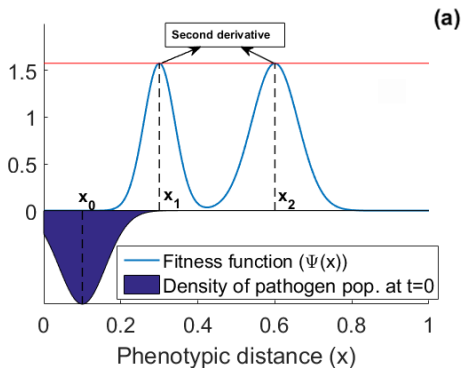 (a)
Second derivative
1.5
1
0.5
0
x0
x1
x2
Fitness function (Ψ(x))
Density of pathogen pop. at t=0
0 0.2 0.4 0.6 0.8 1
Phenotypic distance (x)